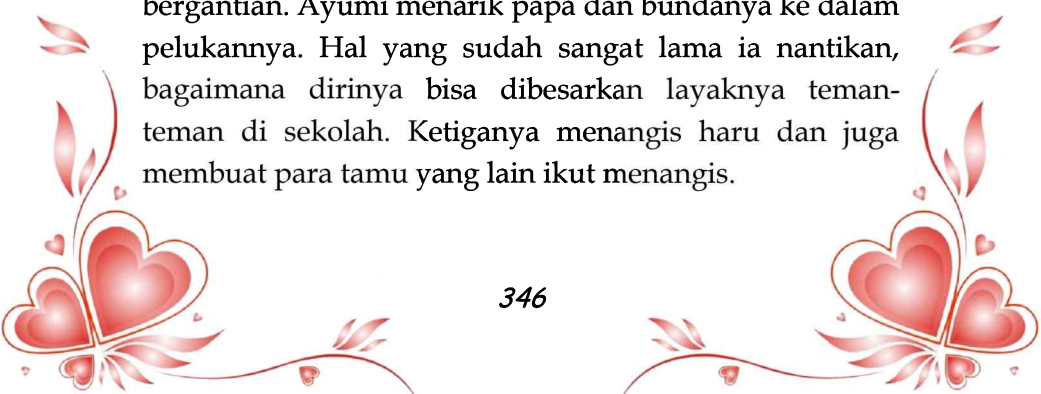 bergantian. Ayumi menarik papa dan bundanya ke dalam
pelukannya. Hal yang sudah sangat lama ia nantikan,
bagaimana dirinya bisa dibesarkan layaknya teman-
teman di sekolah. Ketiganya menangis haru dan juga
membuat para tamu yang lain ikut menangis.
346